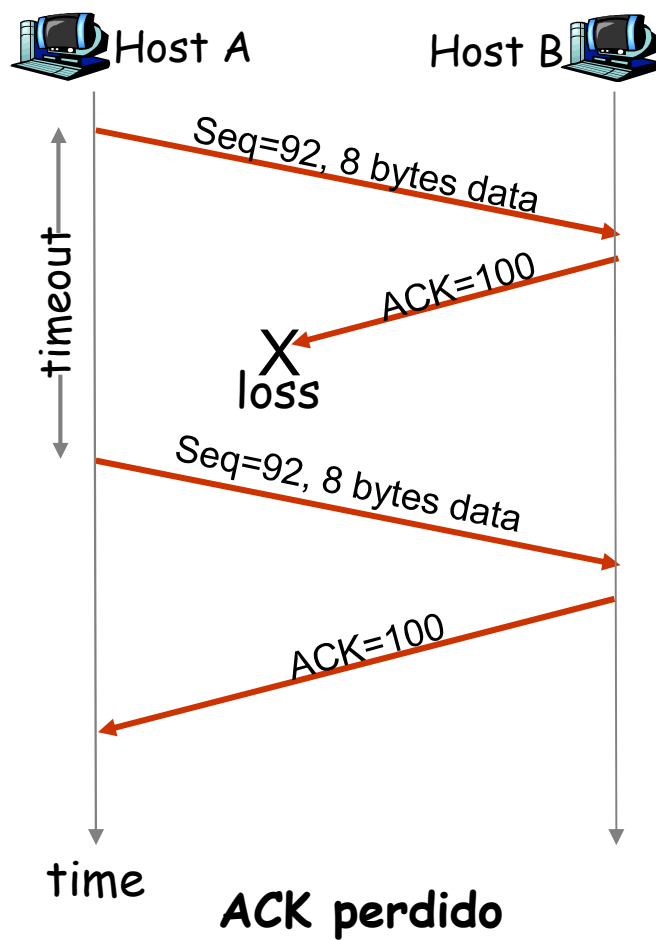 Host A
Host B
Seq=92, 8 bytes data
ACK=100
timeout
X
loss
Seq=92, 8 bytes data
ACK=100
time
ACK perdido